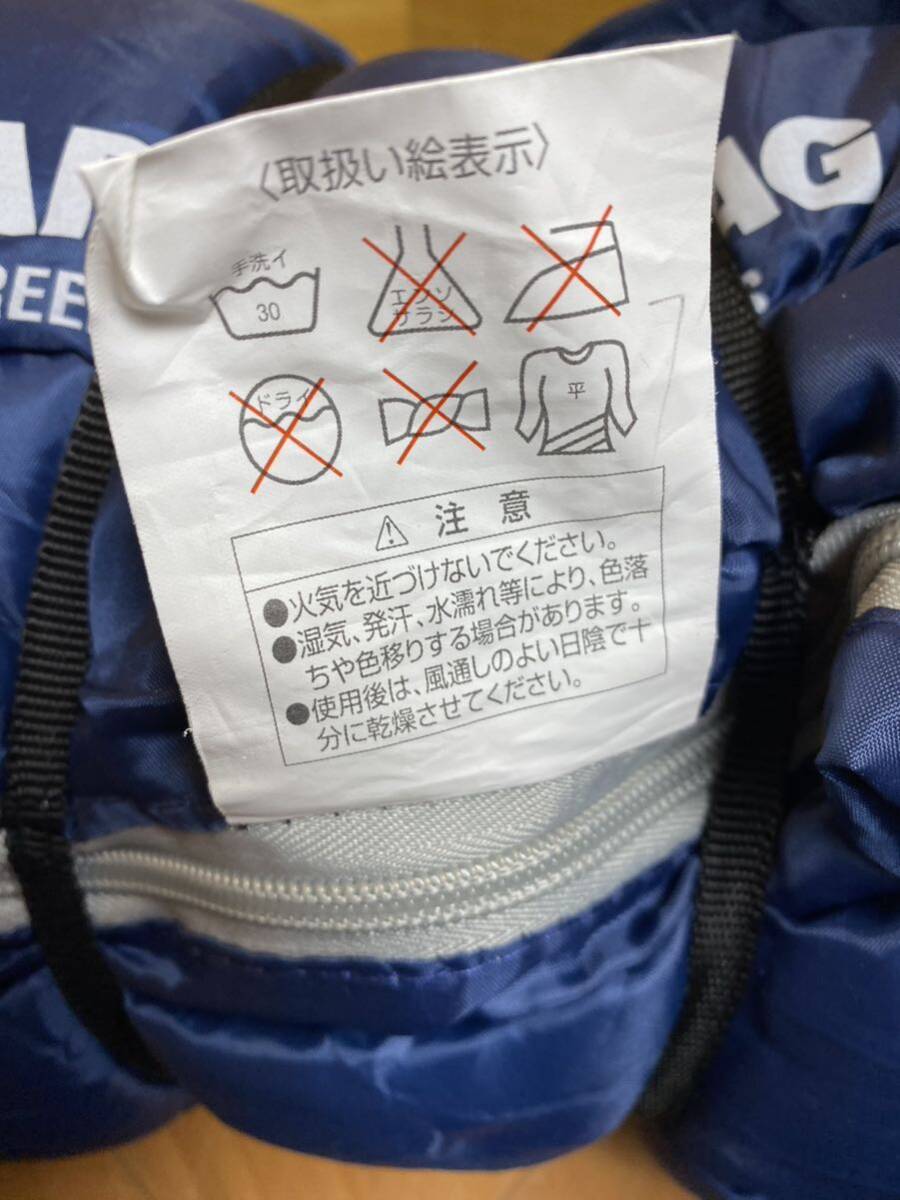 AG
REE
〈取扱い絵表示〉
手洗イ
30
エンソ
サラシ
ドライ
平
⚠ 注意
●火気を近づけないでください。
●湿気、発汗、水濡れ等により、色落
ちや色移りする場合があります。
●使用後は、風通しのよい日陰で十
分に乾燥させてください。